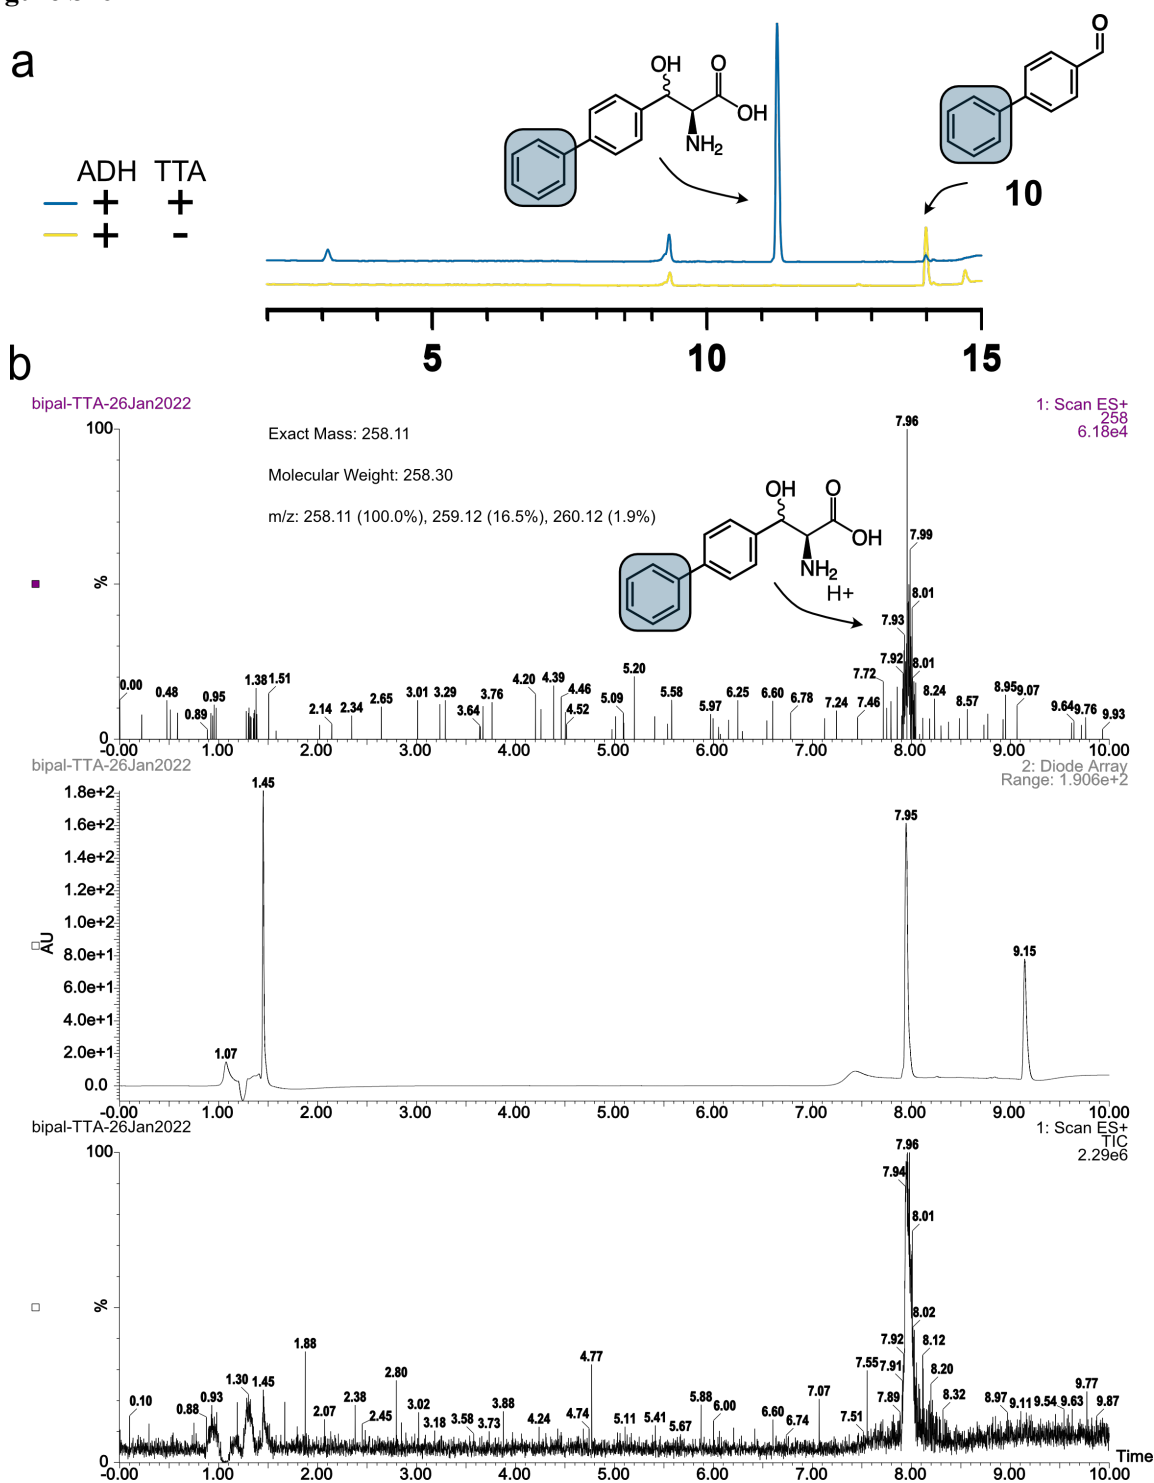 a
OH O
OH
NH2
O
10
ADH TTA
+ +
+ -
5 10 15
b
bipal-TTA-26Jan2022
1: Scan ES+
258
6.18e4
100
%
0
Exact Mass: 258.11
Molecular Weight: 258.30
m/z: 258.11 (100.0%), 259.12 (16.5%), 260.12 (1.9%)
OH O
OH
NH2
H+
7.96
7.99
8.01
7.93
7.92
8.01
7.72
0.00 0.48 0.89 0.95 1.38 1.51 2.14 2.34 2.65 3.01 3.29 3.64 3.76 4.20 4.39 4.46 4.52 5.09 5.20 5.58 5.97 6.25 6.60 6.78 7.24 7.46 8.24 8.57 8.95 9.07 9.64 9.76 9.93
-0.00 1.00 2.00 3.00 4.00 5.00 6.00 7.00 8.00 9.00 10.00
bipal-TTA-26Jan2022
2: Diode Array
Range: 1.906e+2
1.8e+2
1.6e+2
1.4e+2
1.2e+2
1.0e+2
8.0e+1
6.0e+1
4.0e+1
2.0e+1
0.0
AU
1.07 1.45 7.95 9.15
-0.00 1.00 2.00 3.00 4.00 5.00 6.00 7.00 8.00 9.00 10.00
bipal-TTA-26Jan2022
1: Scan ES+
TIC
2.29e6
100
%
0
7.96
7.94
8.01
8.02
7.92
8.12
7.55 7.91
8.20
7.89
8.32
7.51
0.10 0.88 0.93 1.30 1.45 1.88 2.07 2.38 2.45 2.80 3.02 3.18 3.58 3.73 3.88 4.24 4.74 4.77 5.11 5.41 5.67 5.88 6.00 6.60 6.74 7.07 8.97 9.11 9.54 9.63 9.77 9.87
-0.00 1.00 2.00 3.00 4.00 5.00 6.00 7.00 8.00 9.00 10.00
Time